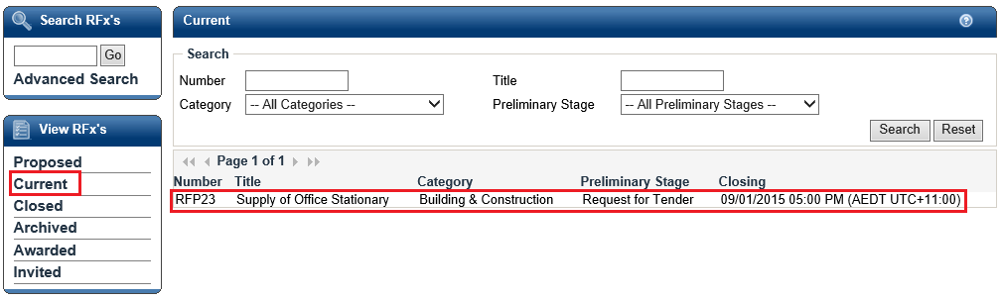 Search RFx's
Go
Advanced Search
View RFx's
Proposed
Current
Closed
Archived
Awarded
Invited
Current
Search
Number Title
Category -- All Categories -- Preliminary Stage -- All Preliminary Stages --
Search Reset
Page 1 of 1
Number Title Category Preliminary Stage Closing
RFP23 Supply of Office Stationary Building & Construction Request for Tender 09/01/2015 05:00 PM (AEDT UTC+11:00)